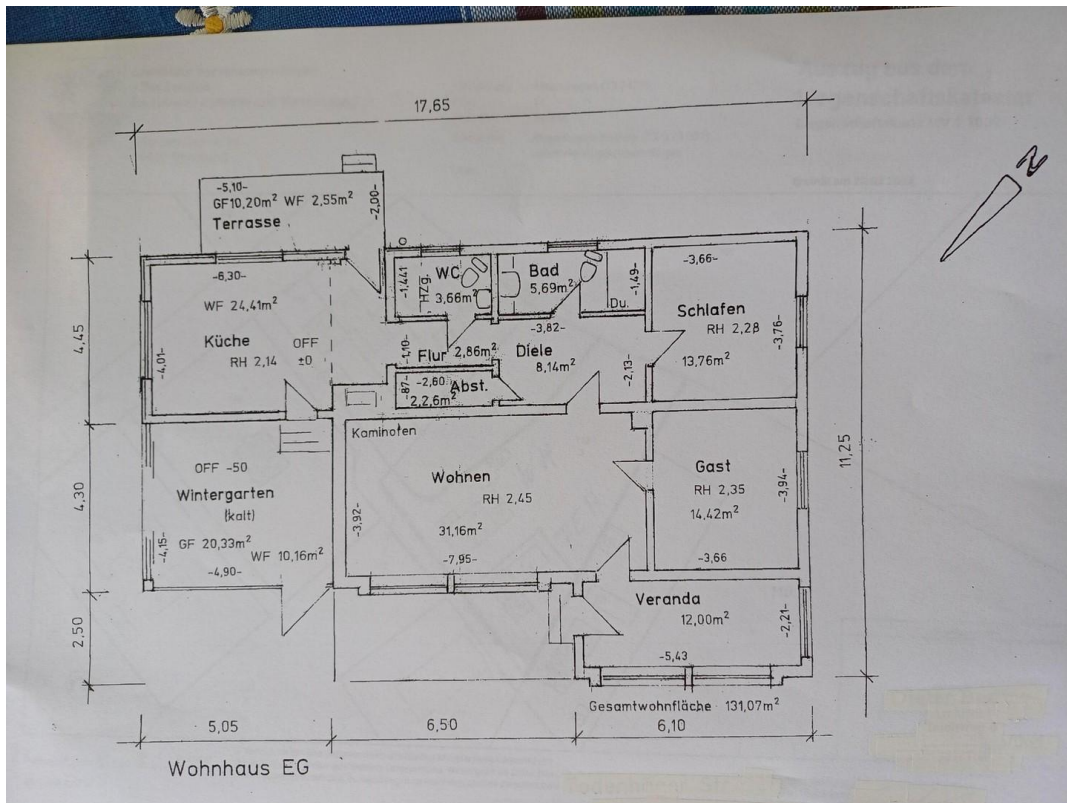 17,65
-5,10-
GF10,20m² WF 2,55m²
-2,00-
Terrasse
N
-6,30-
WF 24,41m²
Küche
RH 2,14
OFF
±0
-4,01-
-1,441
HZg.
WC
3,66m²
Bad
5,69m²
-1,49-
Du.
-3,66-
Schlafen
RH 2,28
13,76m²
-3,76-
-1,10-
Flur 2,86m²
-3,82-
Diele
8,14m²
-2,13-
-87-
-2,60-
Abst.
2,2,6m²
Kaminofen
Wohnen
RH 2,45
31,16m²
-3,92-
-7,95-
Gast
RH 2,35
14,42m²
-3,94-
-3,66
OFF -50
Wintergarten
(kalt)
GF 20,33m²
WF 10,16m²
-4,15-
-4,90-
Veranda
12,00m²
-2,21-
-5,43
4,45
4,30
2,50
11,25
Gesamtwohnfläche 131,07m²
5,05
6,50
6,10
Wohnhaus EG